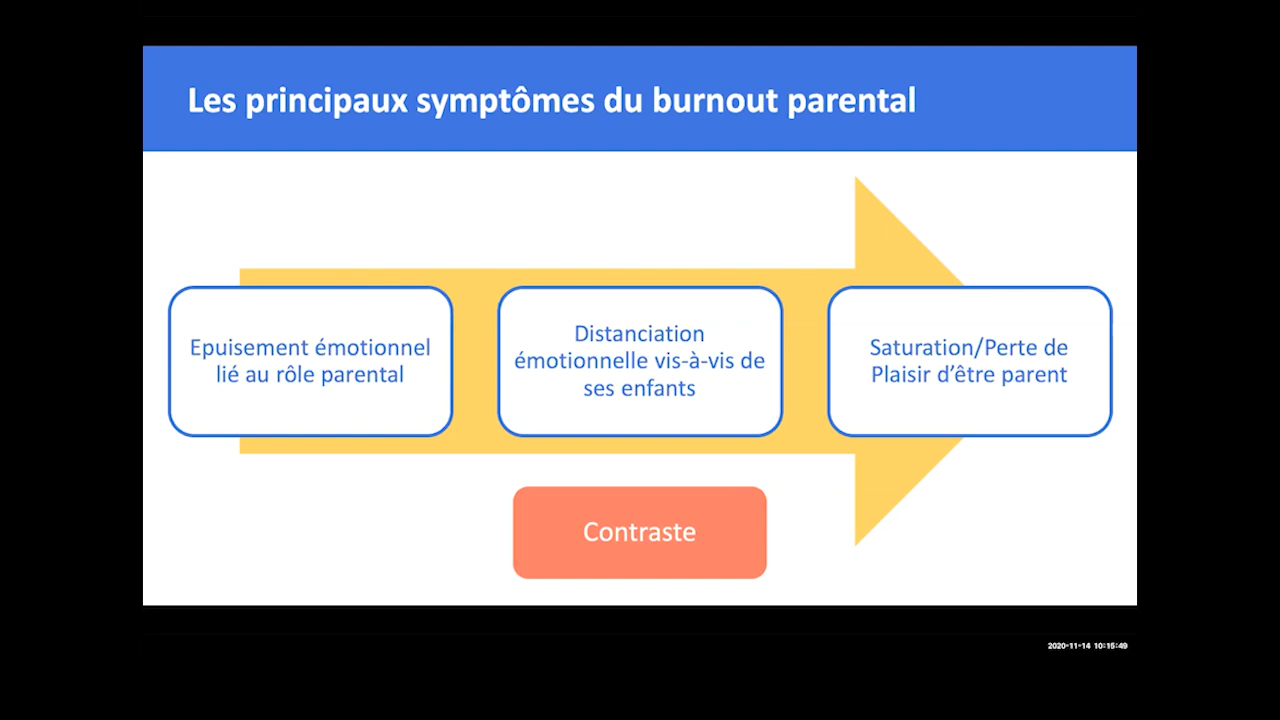 Les principaux symptômes du burnout parental
Epuisement émotionnel
lié au rôle parental
Distanciation
émotionnelle vis-à-vis de
ses enfants
Saturation/Perte de
Plaisir d’être parent
Contraste
2020-11-14 10:15:49